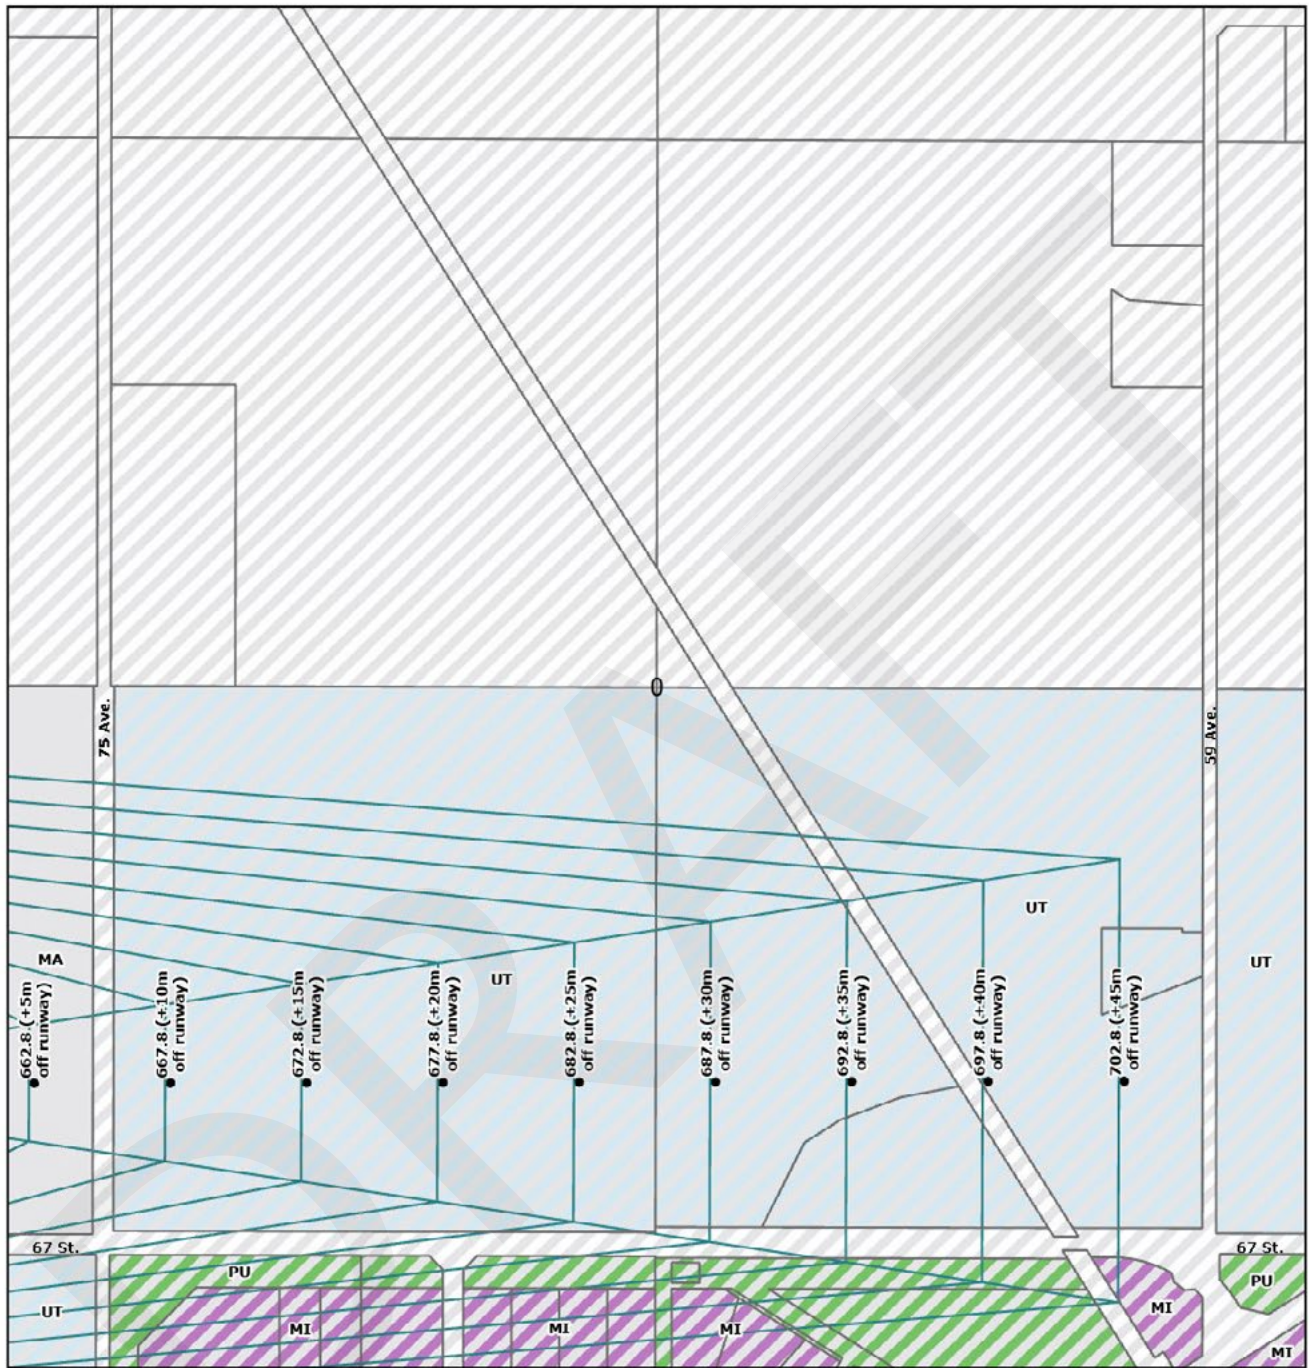 0
75 Ave.
59 Ave.
UT
MA
UT
UT
662.8 (+5m
off runway)
667.8 (+10m
off runway)
672.8 (+15m
off runway)
677.8 (+20m
off runway)
682.8 (+25m
off runway)
687.8 (+30m
off runway)
692.8 (+35m
off runway)
697.8 (+40m
off runway)
702.8 (+45m
off runway)
67 St.
67 St.
PU
PU
UT
MI
MI
MI
MI
MI
DRAFT